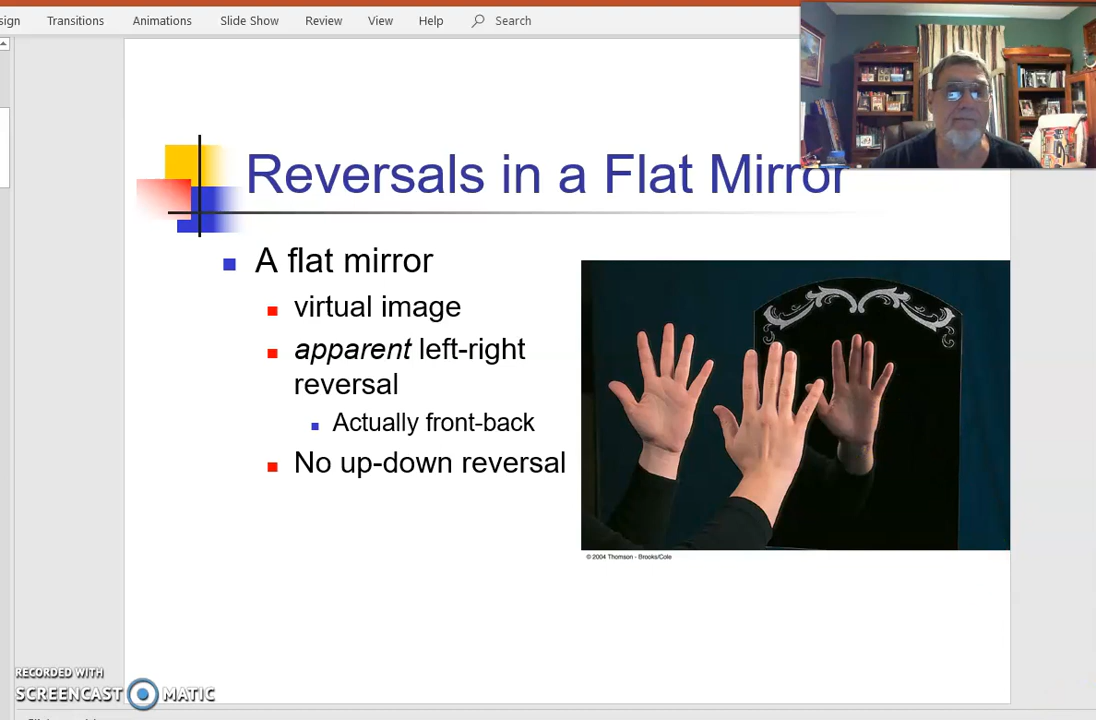 sign Transitions Animations Slide Show Review View Help Search
Reversals in a Flat Mirror
A flat mirror
virtual image
apparent left-right
reversal
Actually front-back
No up-down reversal
© 2004 Thomson - Brooks/Cole
RECORDED WITH
SCREENCAST MATIC